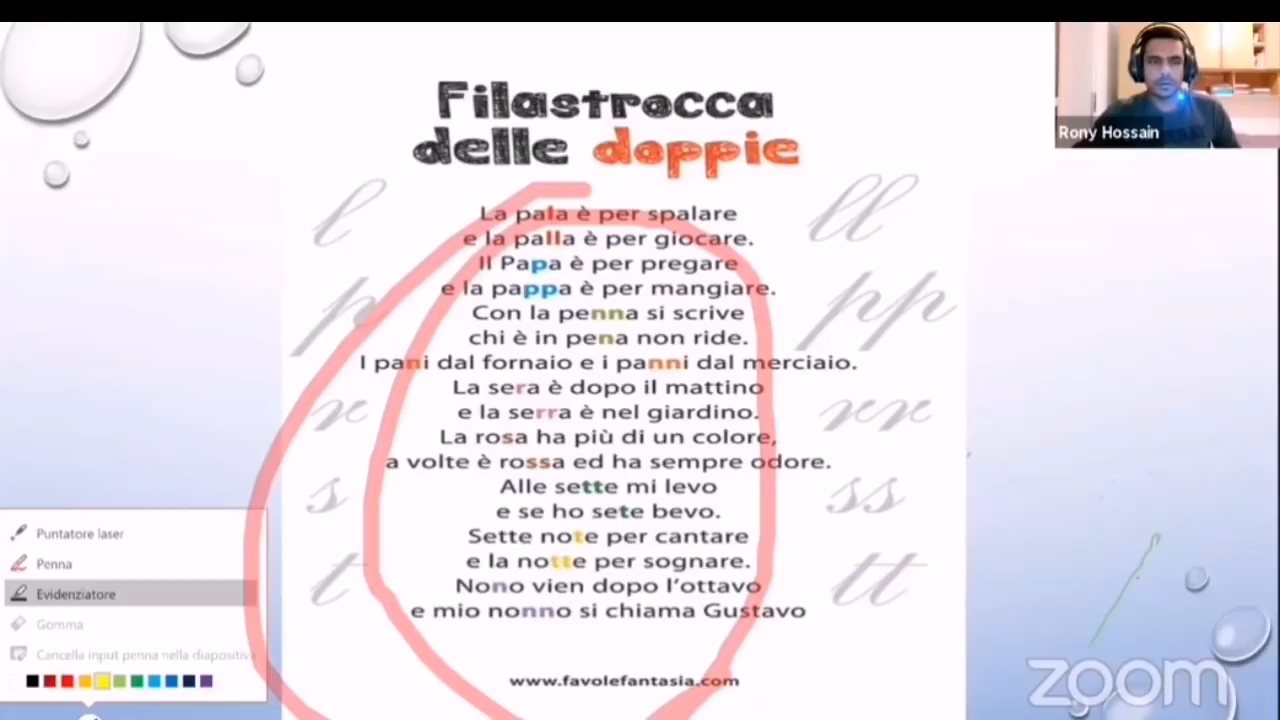 Filastrocca
delle doppie
Rony Hossain
l
ll
La pala è per spalare
e la palla è per giocare.
Il Papa è per pregare
e la pappa è per mangiare.
p
pp
Con la penna si scrive
chi è in pena non ride.
I pani dal fornaio e i panni dal merciaio.
La sera è dopo il mattino
e la serra è nel giardino.
r
rr
La rosa ha più di un colore,
a volte è rossa ed ha sempre odore.
Alle sette mi levo
e se ho sete bevo.
s
ss
Sette note per cantare
e la notte per sognare.
Nono vien dopo l'ottavo
e mio nonno si chiama Gustavo
t
tt
www.favolefantasia.com
Puntatore laser
Penna
Evidenziatore
Gomma
Cancella input penna nella diapositiva
zoom